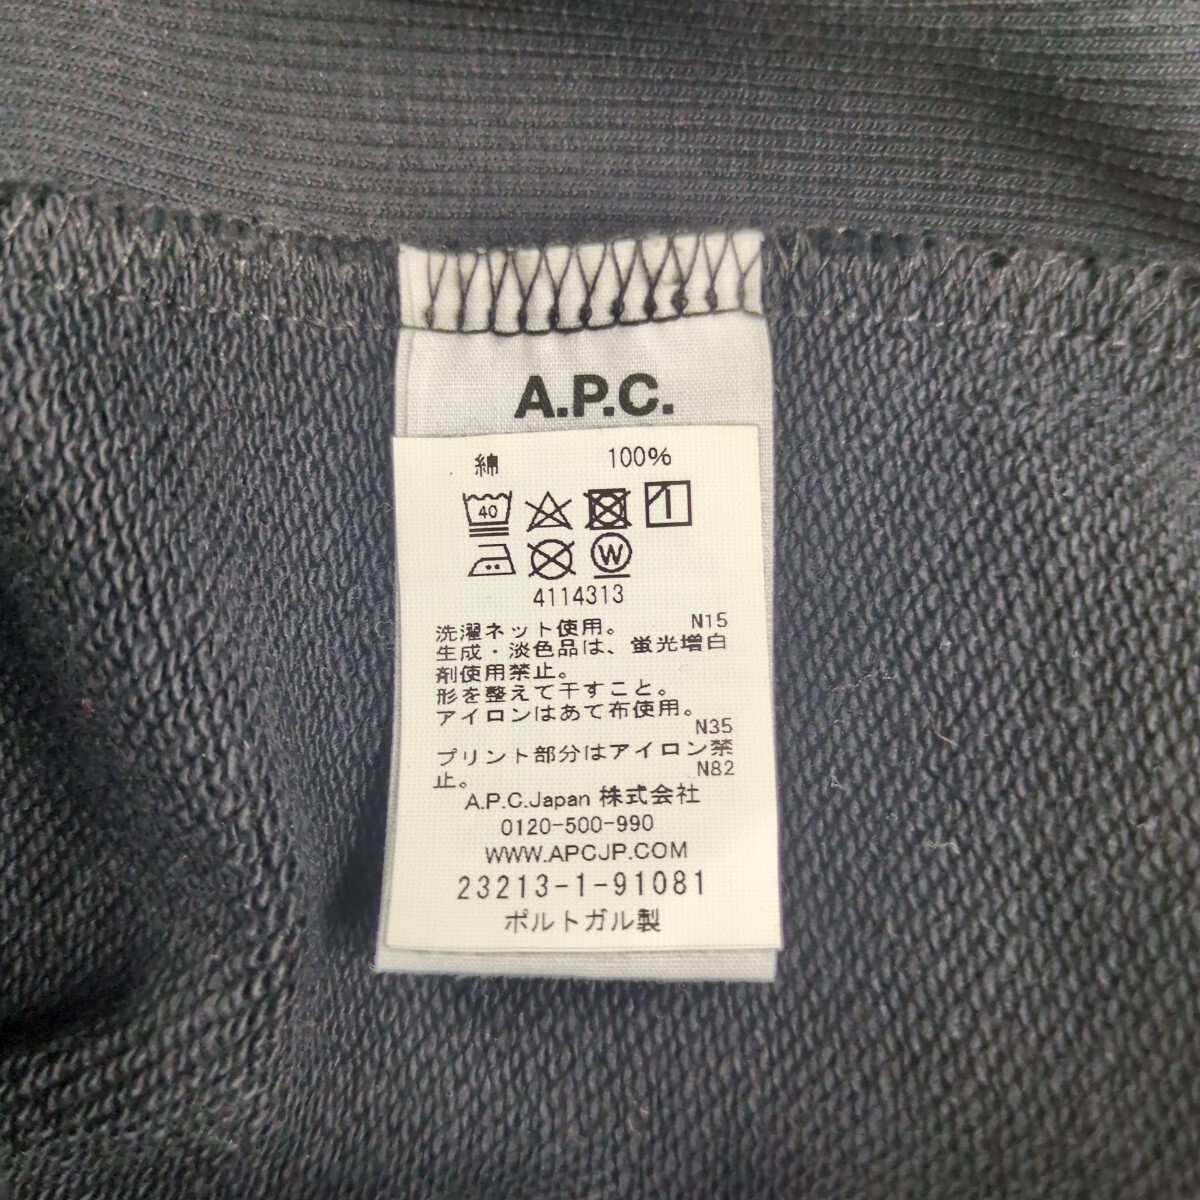 A.P.C.
綿 100%
40
W
4114313
洗濯ネット使用。 N15
生成・淡色品は、蛍光増白
剤使用禁止。
形を整えて干すこと。
アイロンはあて布使用。
N35
プリント部分はアイロン禁
止。 N82
A.P.C.Japan 株式会社
0120-500-990
WWW.APCJP.COM
23213-1-91081
ポルトガル製